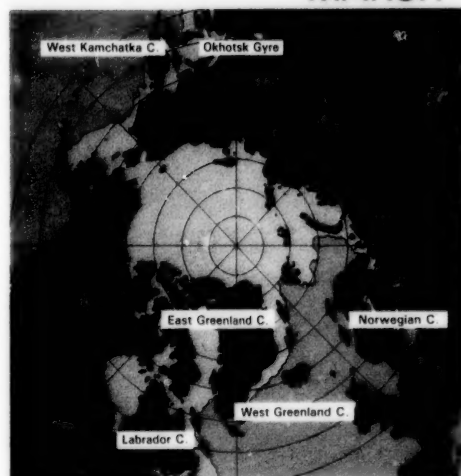 West Kamchatka C. Okhotsk Gyre
East Greenland C. Norwegian C.
West Greenland C.
Labrador C.